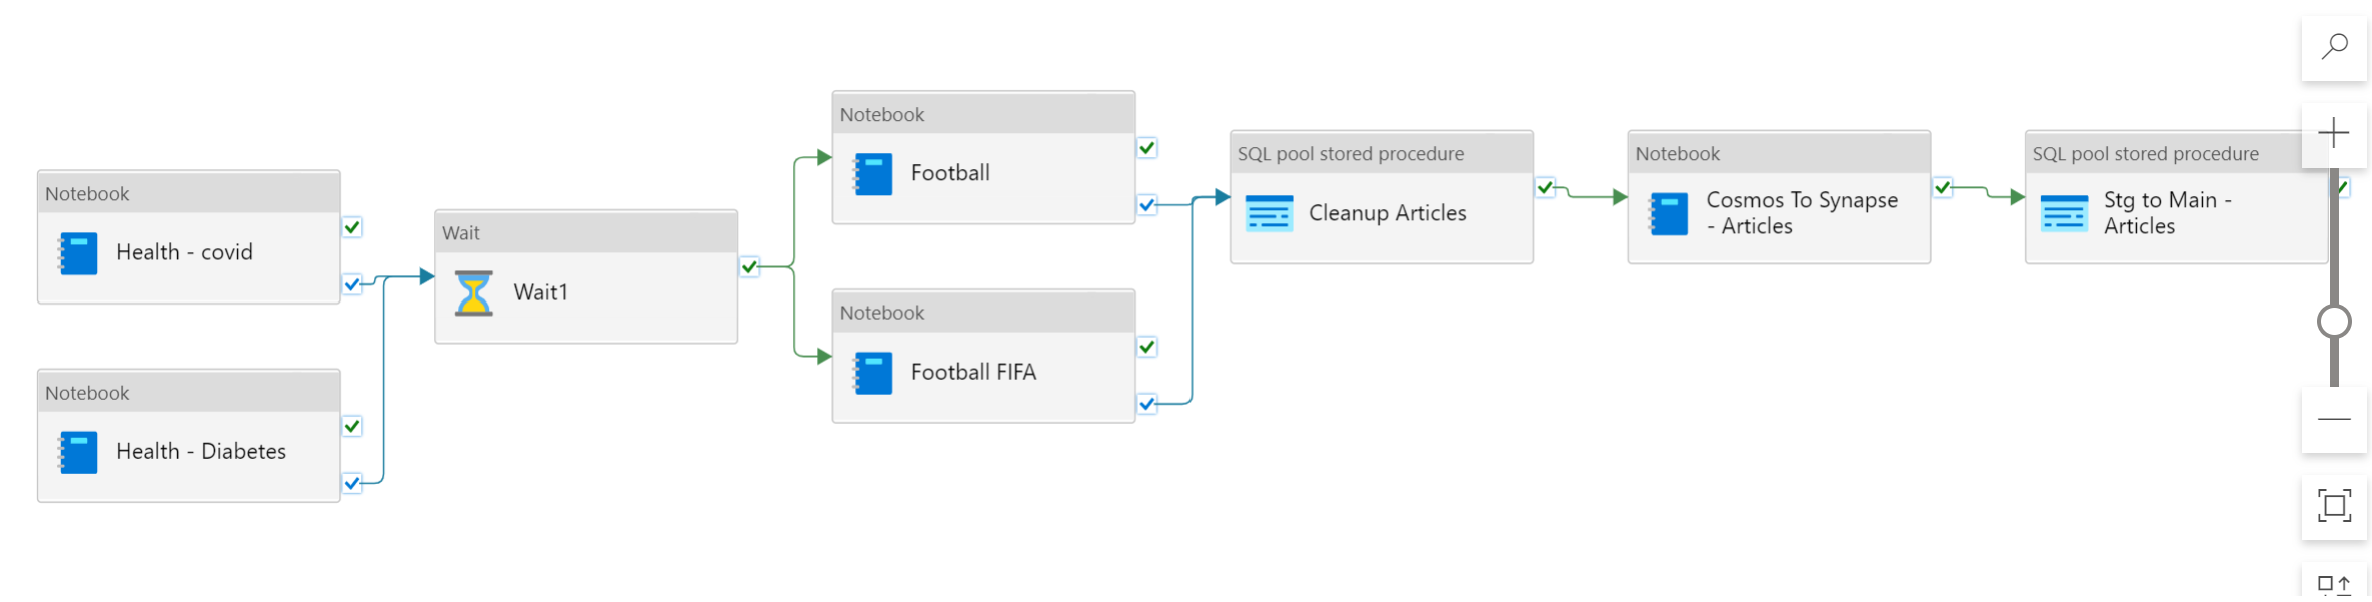 Notebook
Health - covid
Notebook
Health - Diabetes
Wait
Wait1
Notebook
Football
Notebook
Football FIFA
SQL pool stored procedure
Cleanup Articles
Notebook
Cosmos To Synapse
- Articles
SQL pool stored procedure
Stg to Main -
Articles